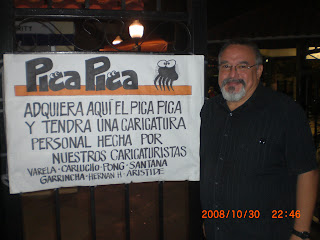 Pica Pica
ADQUIERA AQUÍ EL PICA PICA
Y TENDRA UNA CARICATURA
PERSONAL HECHA POR
NUESTROS CARICATURISTAS
VARELA-CARLUCHO-PONG-SANTANA
GARRINCHA-HERNAN H-ARISTIDE
2008/10/30 22:46